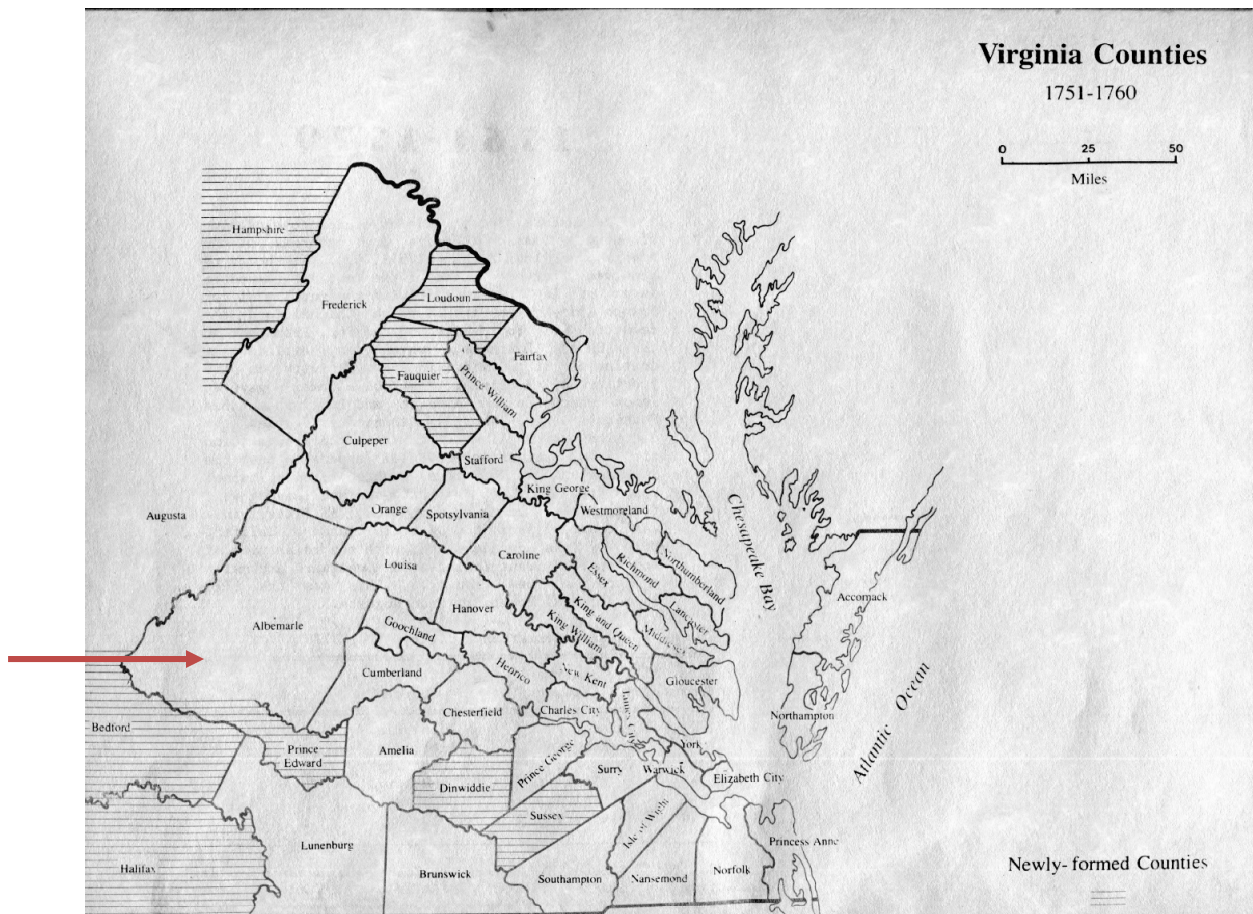 Virginia Counties
1751-1760
0 25 50
Miles
Hampshire
Frederick
Loudoun
Fairfax
Fauquier
Prince William
Culpeper
Stafford
King George
Westmoreland
Augusta
Orange
Spotsylvania
Caroline
Louisa
Essex
Richmond
Northumberland
Chesapeake Bay
Accomack
Albemarle
Goochland
Hanover
King and Queen
King William
Lancaster
Middlesex
Cumberland
Henrico
New Kent
Gloucester
Bedford
Prince
Edward
Amelia
Chesterfield
Charles City
James City
Northampton
Atlantic Ocean
Prince George
Surry
Warwick
York
Elizabeth City
Dinwiddie
Sussex
Isle of Wight
Princess Anne
Halifax
Lunenburg
Brunswick
Southampton
Nansemond
Norfolk
Newly-formed Counties